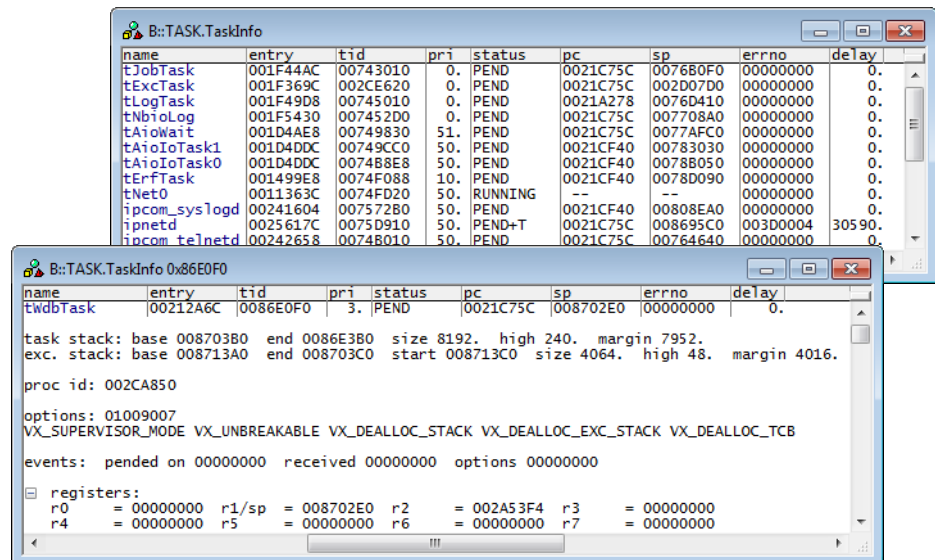 B::TASK.TaskInfo
name entry tid pri status pc sp errno delay
tJobTask 001F44AC 00743010 0. PEND 0021C75C 0076B0F0 00000000 0.
tExcTask 001F369C 002CE620 0. PEND 0021C75C 002D07D0 00000000 0.
tLogTask 001F49D8 00745010 0. PEND 0021A278 0076D410 00000000 0.
tNbioLog 001F5430 007452D0 0. PEND 0021C75C 007708A0 00000000 0.
tAioWait 001D4AE8 00749830 51. PEND 0021C75C 0077AFC0 00000000 0.
tAioIoTask1 001D4DDC 00749CC0 50. PEND 0021CF40 00783030 00000000 0.
tAioIoTask0 001D4DDC 0074B8E8 50. PEND 0021CF40 0078B050 00000000 0.
tErfTask 001499E8 0074F088 10. PEND 0021CF40 0078D090 00000000 0.
tNet0 0011363C 0074FD20 50. RUNNING -- -- 00000000 0.
ipcom_syslogd 00241604 007572B0 50. PEND 0021CF40 00808EA0 00000000 0.
ipnetd 0025617C 0075D910 50. PEND+T 0021C75C 008695C0 003D0004 30590.
ipcom_telnetd 00242658 0074B010 50. PEND 0021C75C 00764640 00000000 0.
B::TASK.TaskInfo 0x86E0F0
name entry tid pri status pc sp errno delay
tWdbTask 00212A6C 0086E0F0 3. PEND 0021C75C 008702E0 00000000 0.
task stack: base 008703B0 end 0086E3B0 size 8192. high 240. margin 7952.
exc. stack: base 008713A0 end 008703C0 start 008713C0 size 4064. high 48. margin 4016.
proc id: 002CA850
options: 01009007
VX_SUPERVISOR_MODE VX_UNBREAKABLE VX_DEALLOC_STACK VX_DEALLOC_EXC_STACK VX_DEALLOC_TCB
events: pended on 00000000 received 00000000 options 00000000
registers:
r0 = 00000000 r1/sp = 008702E0 r2 = 002A53F4 r3 = 00000000
r4 = 00000000 r5 = 00000000 r6 = 00000000 r7 = 00000000